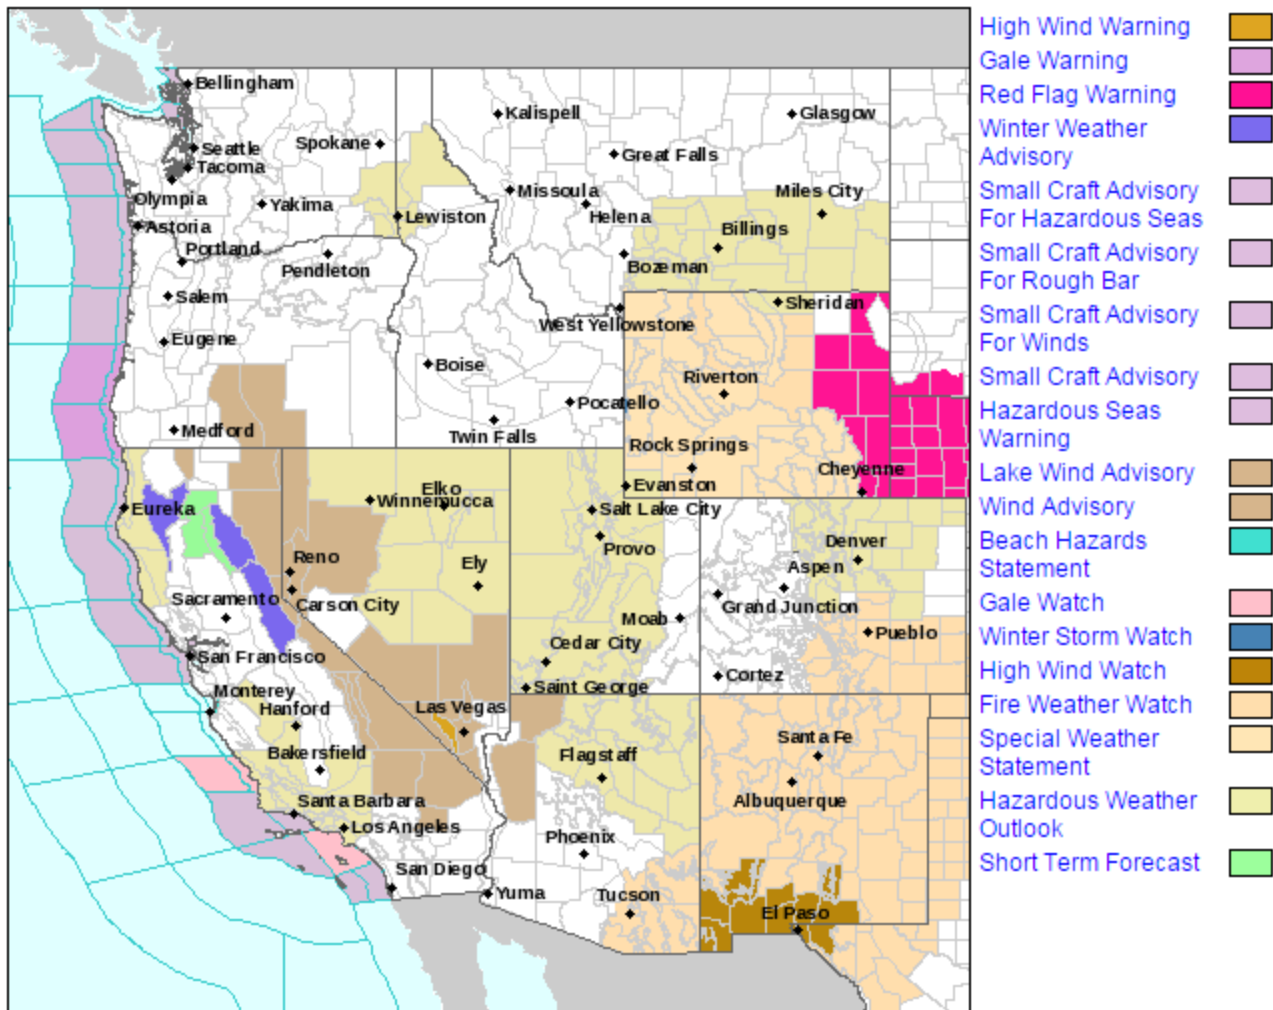 Bellingham
Kalispell
Glasgow
Seattle
Spokane
Great Falls
Tacoma
Missoula
Miles City
Olympia
Yakima
Lewiston
Helena
Astoria
Billings
Portland
Pendleton
Bozeman
Salem
Sheridan
West Yellowstone
Eugene
Boise
Riverton
Pocatello
Medford
Twin Falls
Rock Springs
Cheyenne
Evanston
Elko
Winnemucca
Eureka
Salt Lake City
Provo
Denver
Reno
Ely
Aspen
Sacramento
Carson City
Grand Junction
Moab
Pueblo
Cedar City
San Francisco
Cortez
Saint George
Monterey
Hanford
Las Vegas
Santa Fe
Bakersfield
Flagstaff
Albuquerque
Santa Barbara
Los Angeles
Phoenix
San Diego
Yuma
Tucson
El Paso
High Wind Warning
Gale Warning
Red Flag Warning
Winter Weather
Advisory
Small Craft Advisory
For Hazardous Seas
Small Craft Advisory
For Rough Bar
Small Craft Advisory
For Winds
Small Craft Advisory
Hazardous Seas
Warning
Lake Wind Advisory
Wind Advisory
Beach Hazards
Statement
Gale Watch
Winter Storm Watch
High Wind Watch
Fire Weather Watch
Special Weather
Statement
Hazardous Weather
Outlook
Short Term Forecast